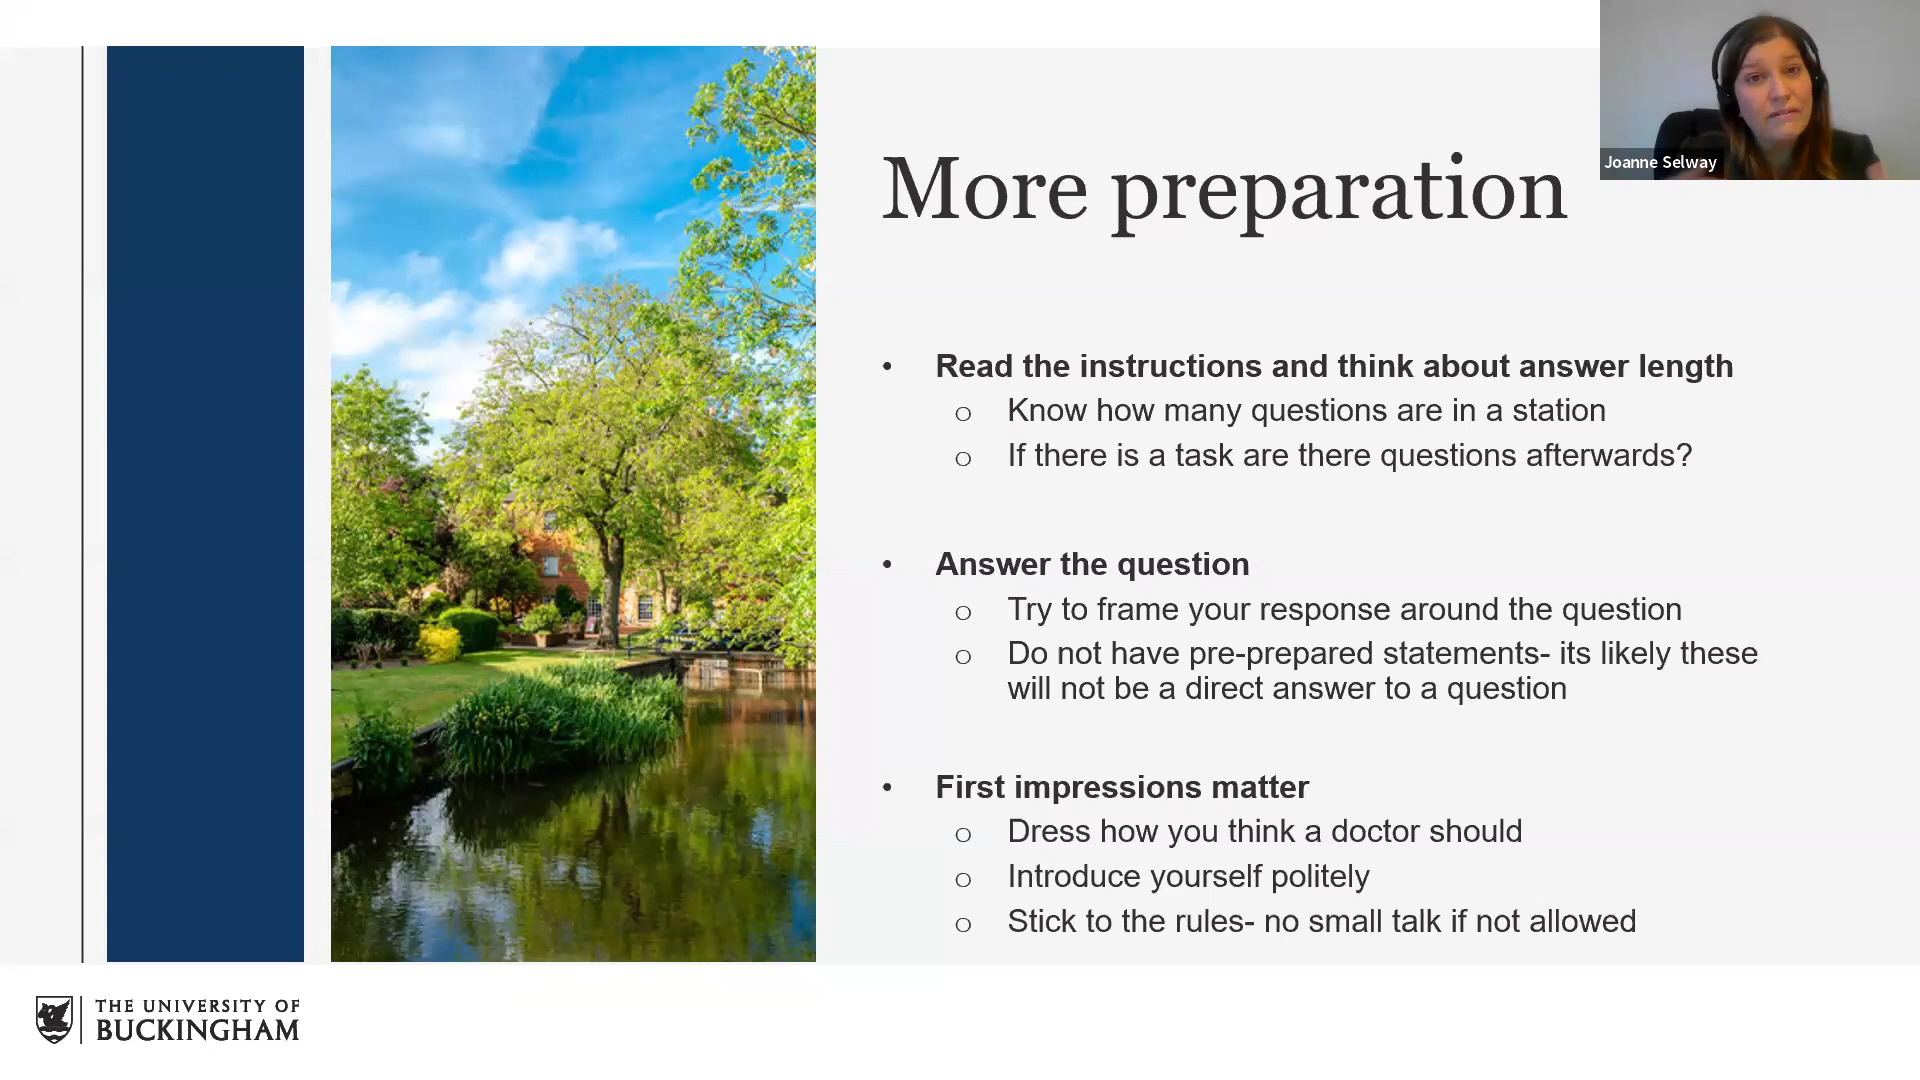 Joanne Selway
More preparation
• Read the instructions and think about answer length
o Know how many questions are in a station
o If there is a task are there questions afterwards?
• Answer the question
o Try to frame your response around the question
o Do not have pre-prepared statements- its likely these
will not be a direct answer to a question
• First impressions matter
o Dress how you think a doctor should
o Introduce yourself politely
o Stick to the rules- no small talk if not allowed
THE UNIVERSITY OF
BUCKINGHAM